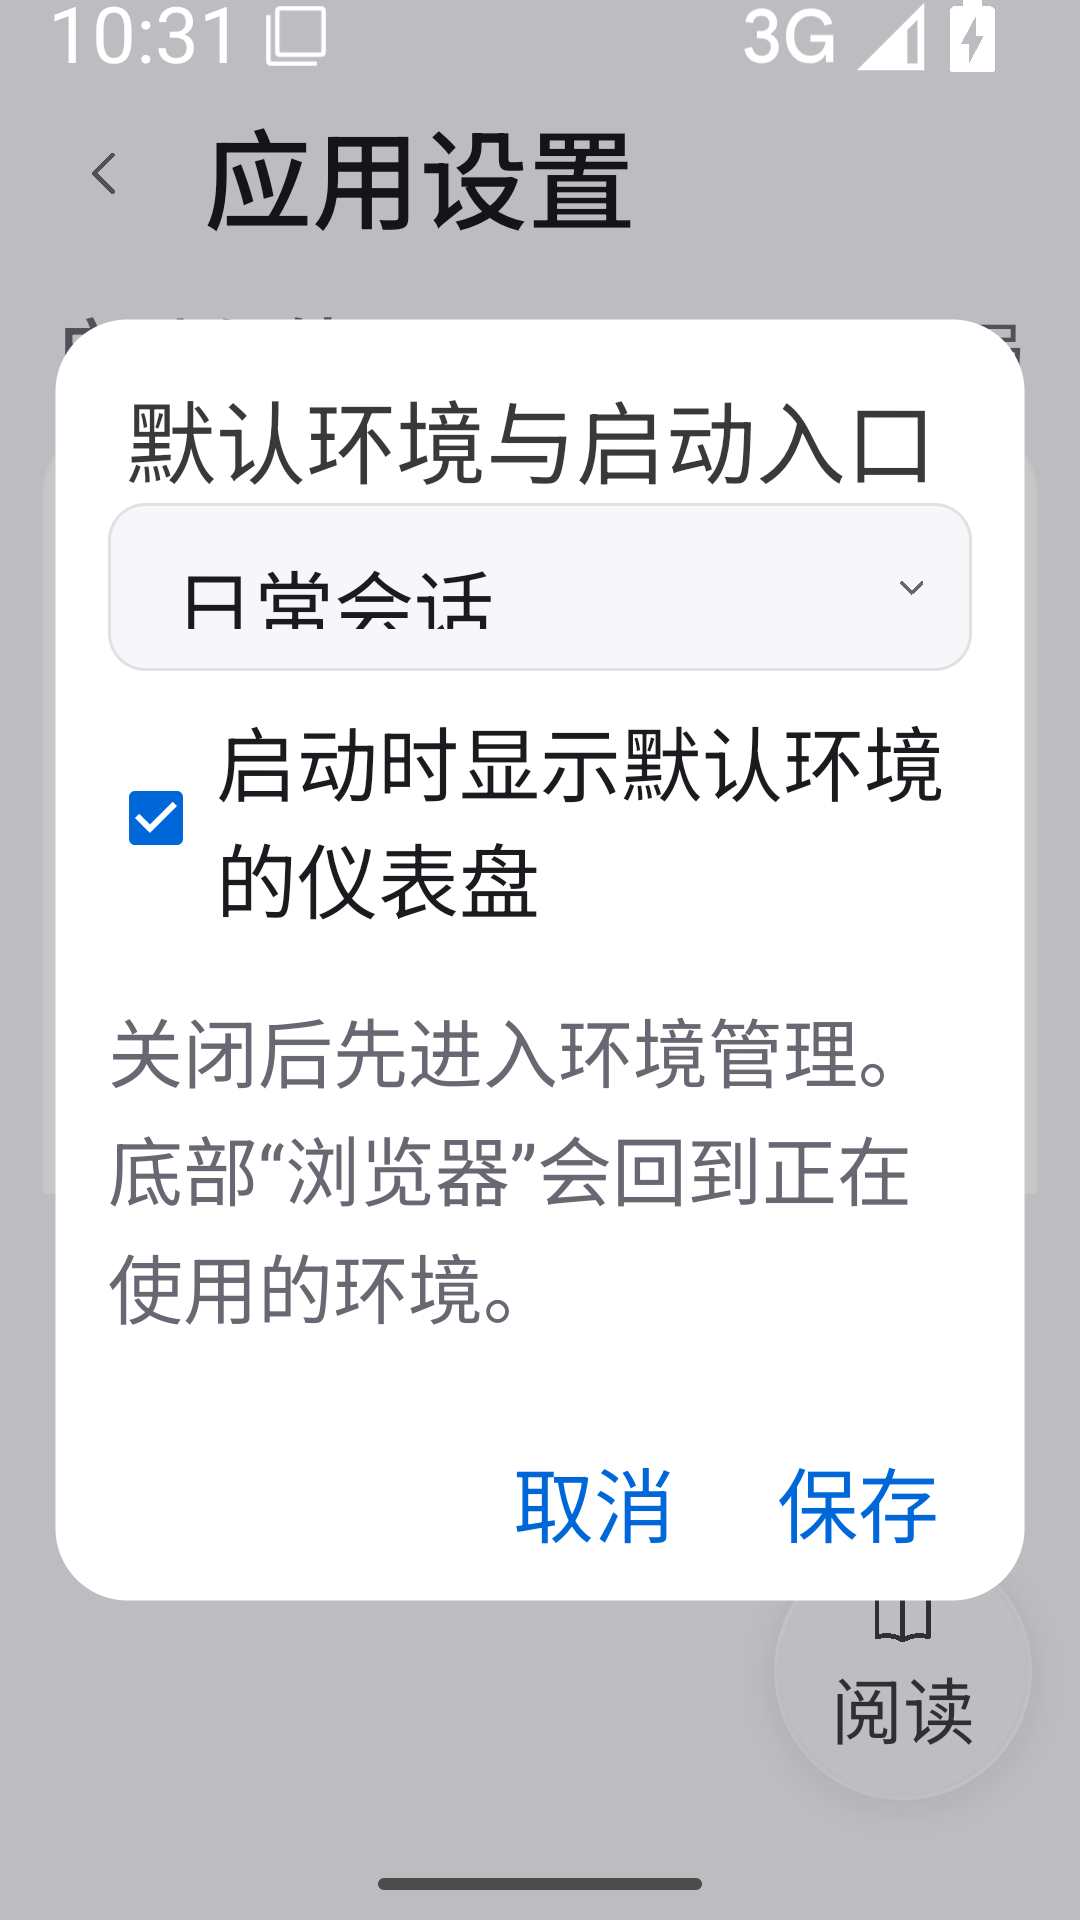 10:31 3G
应用设置
默认环境与启动入口
日常会话
启动时显示默认环境
的仪表盘
关闭后先进入环境管理。
底部“浏览器”会回到正在
使用的环境。
取消 保存
阅读